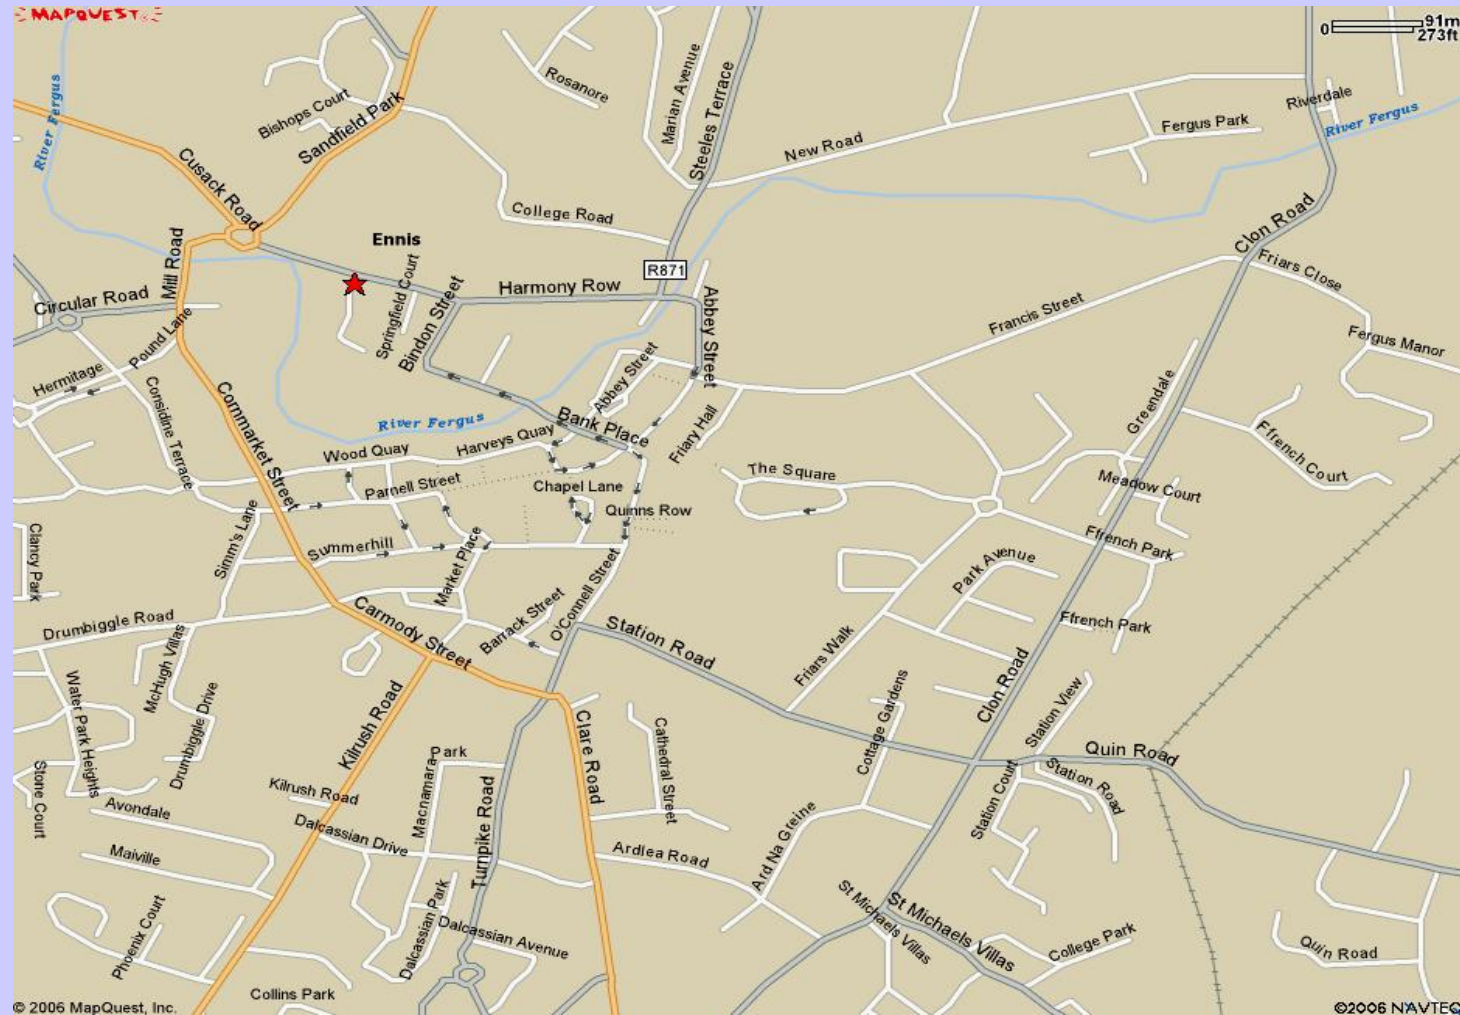 MAPQUEST
0
91m
273ft
River Fergus
Bishops Court
Sandfield Park
Rosanore
Marian Avenue
Steeles Terrace
New Road
Fergus Park
Riverdale
River Fergus
Cusack Road
College Road
Clon Road
Mill Road
Ennis
R871
Friars Close
Circular Road
Springfield Court
Bindon Street
Harmony Row
Abbey Street
Francis Street
Fergus Manor
Hermitage
Pound Lane
Considine Terrace
Cornmarket Street
River Fergus
Abbey Street
Bank Place
Friary Hall
Greendale
Ffrench Court
Wood Quay
Harveys Quay
Parnell Street
Chapel Lane
Quinns Row
The Square
Meadow Court
Clancy Park
Simm's Lane
Summerhill
Market Place
Ffrench Park
Park Avenue
O'Connell Street
Barrack Street
Drumbiggle Road
Carmody Street
Station Road
Ffrench Park
McHugh Villas
Friars Walk
Clon Road
Water Park Heights
Drumbiggle Drive
Kilrush Road
Clare Road
Cathedral Street
Cottage Gardens
Station View
Quin Road
Stone Court
Macnamara Park
Station Court
Station Road
Kilrush Road
Avondale
Turnpike Road
Dalcassian Drive
Ard Na Greine
Maiville
Ardlea Road
Phoenix Court
Dalcassian Park
Dalcassian Avenue
St Michaels Villas
St Michaels Villas
College Park
Quin Road
Collins Park
© 2006 MapQuest, Inc.
©2006 NAVTEQ